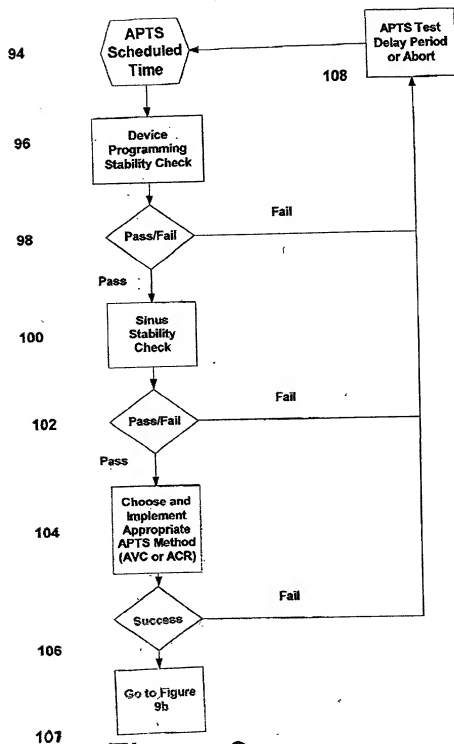 94
APTS
Scheduled
Time
APTS Test
Delay Period
or Abort
108
96
Device
Programming
Stability Check
98
Pass/Fail
Fail
Pass
100
Sinus
Stability
Check
102
Pass/Fail
Fail
Pass
104
Choose and
Implement
Appropriate
APTS Method
(AVC or ACR)
106
Success
Fail
107
Go to Figure
9b